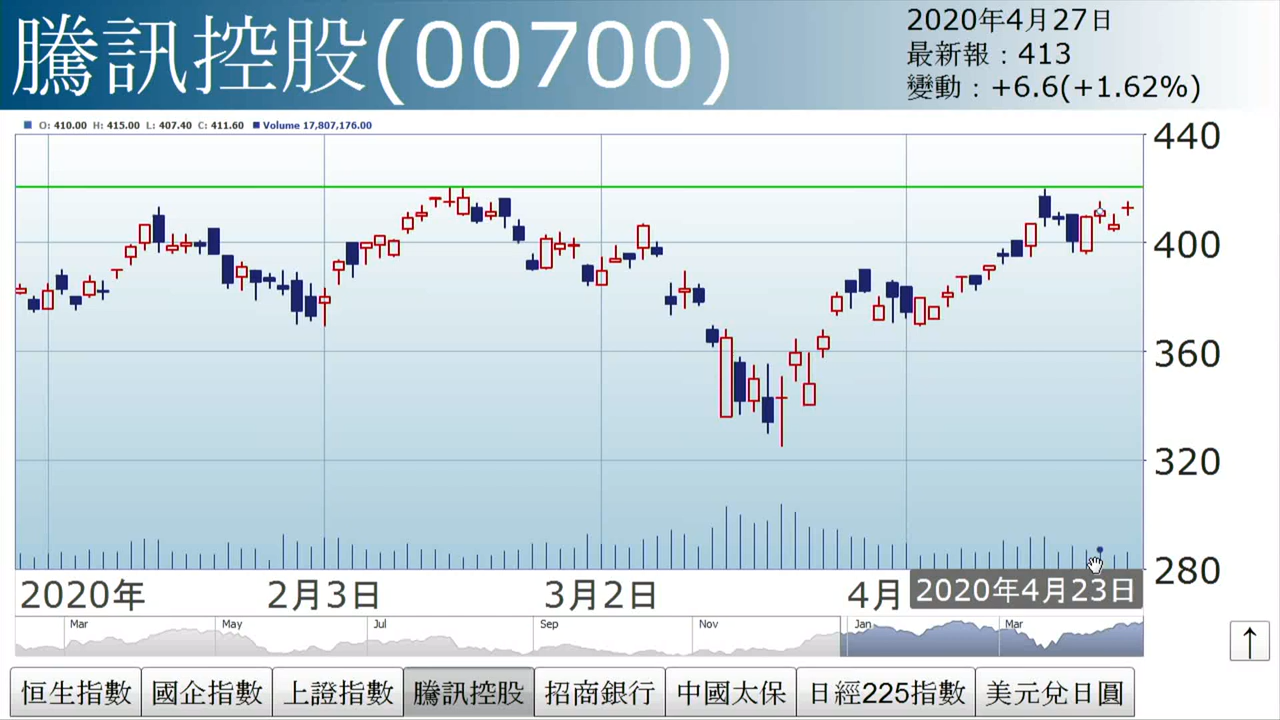 騰訊控股(00700)
2020年4月27日
最新報：413
變動：+6.6(+1.62%)
O: 410.00 H: 415.00 L: 407.40 C: 411.60 Volume 17,807,176.00
440
400
360
320
280
2020年 2月3日 3月2日 4月 2020年4月23日
Mar May Jul Sep Nov Jan Mar
↑
恒生指數 國企指數 上證指數 騰訊控股 招商銀行 中國太保 日經225指數 美元兌日圓